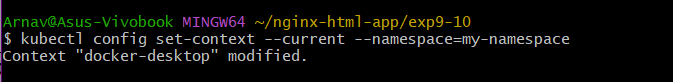 Arnav@Asus-Vivobook MINGW64 ~/nginx-html-app/exp9-10
$ kubectl config set-context --current --namespace=my-namespace
Context "docker-desktop" modified.